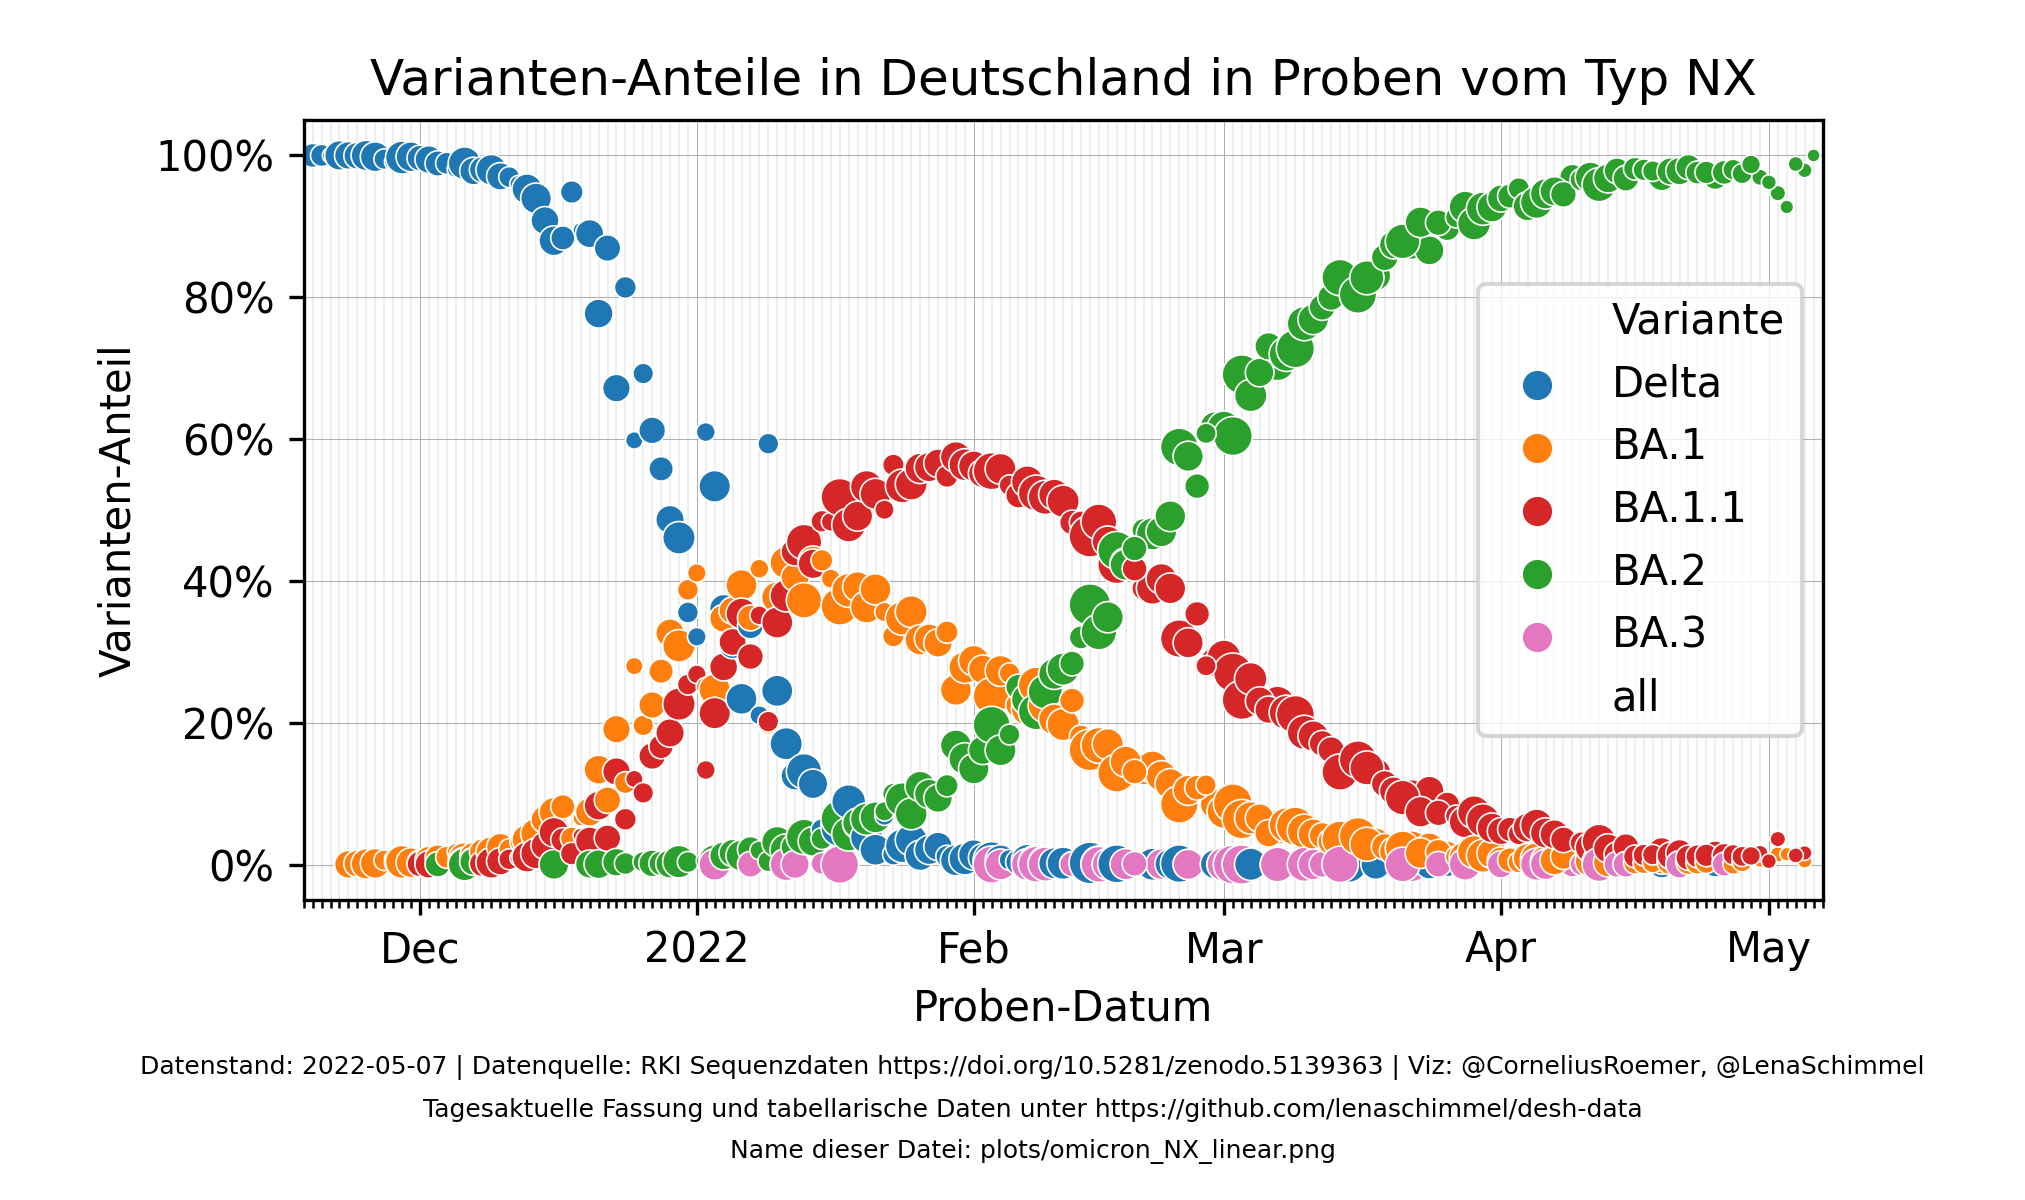 Varianten-Anteile in Deutschland in Proben vom Typ NX
Varianten-Anteil
100%
80%
60%
40%
20%
0%
Variante
Delta
BA.1
BA.1.1
BA.2
BA.3
all
Dec 2022 Feb Mar Apr May
Proben-Datum
Datenstand: 2022-05-07 | Datenquelle: RKI Sequenzdaten https://doi.org/10.5281/zenodo.5139363 | Viz: @CorneliusRoemer, @LenaSchimmel
Tagesaktuelle Fassung und tabellarische Daten unter https://github.com/lenaschimmel/desh-data
Name dieser Datei: plots/omicron_NX_linear.png